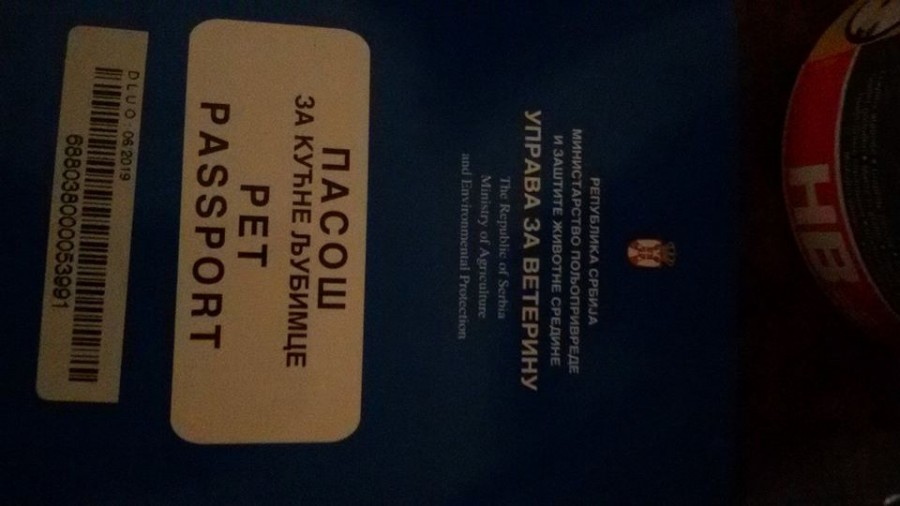 РЕПУБЛИКА СРБИЈА
МИНИСТАРСТВО ПОЉОПРИВРЕДЕ
И ЗАШТИТЕ ЖИВОТНЕ СРЕДИНЕ
УПРАВА ЗА ВЕТЕРИНУ
The Republic of Serbia
Ministry of Agriculture
and Environmental Protection
ПАСОШ
ЗА КУЋНЕ ЉУБИМЦЕ
PET
PASSPORT
DLUO : 06/2019
688038000053991
HB